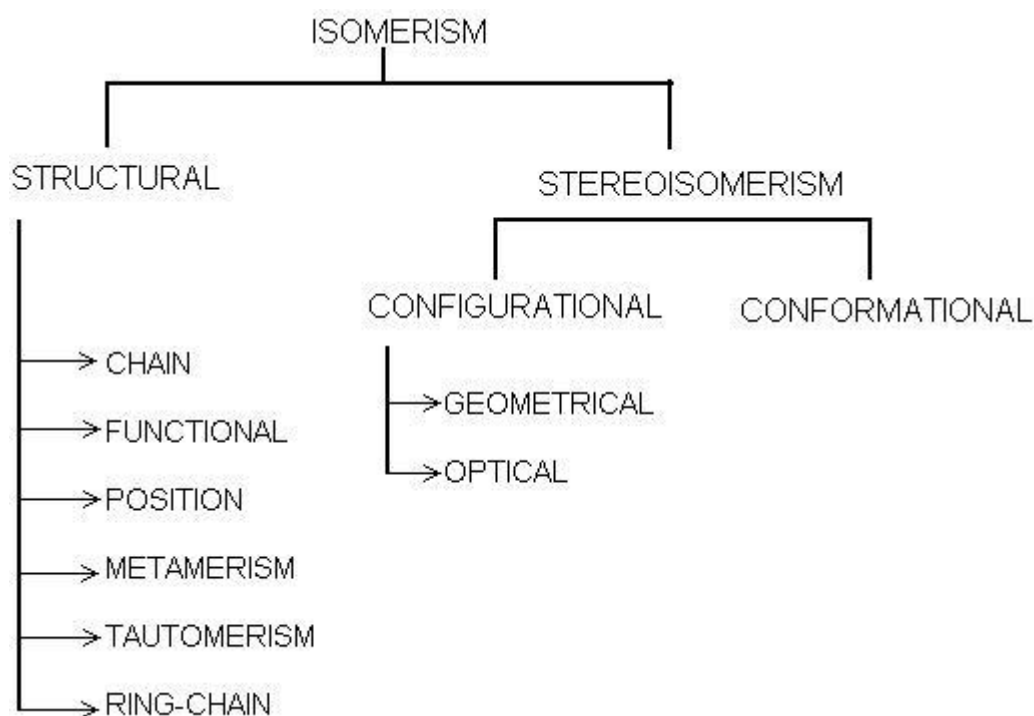 ISOMERISM
STRUCTURAL
STEREOISOMERISM
CONFIGURATIONAL
CONFORMATIONAL
CHAIN
GEOMETRICAL
FUNCTIONAL
OPTICAL
POSITION
METAMERISM
TAUTOMERISM
RING-CHAIN